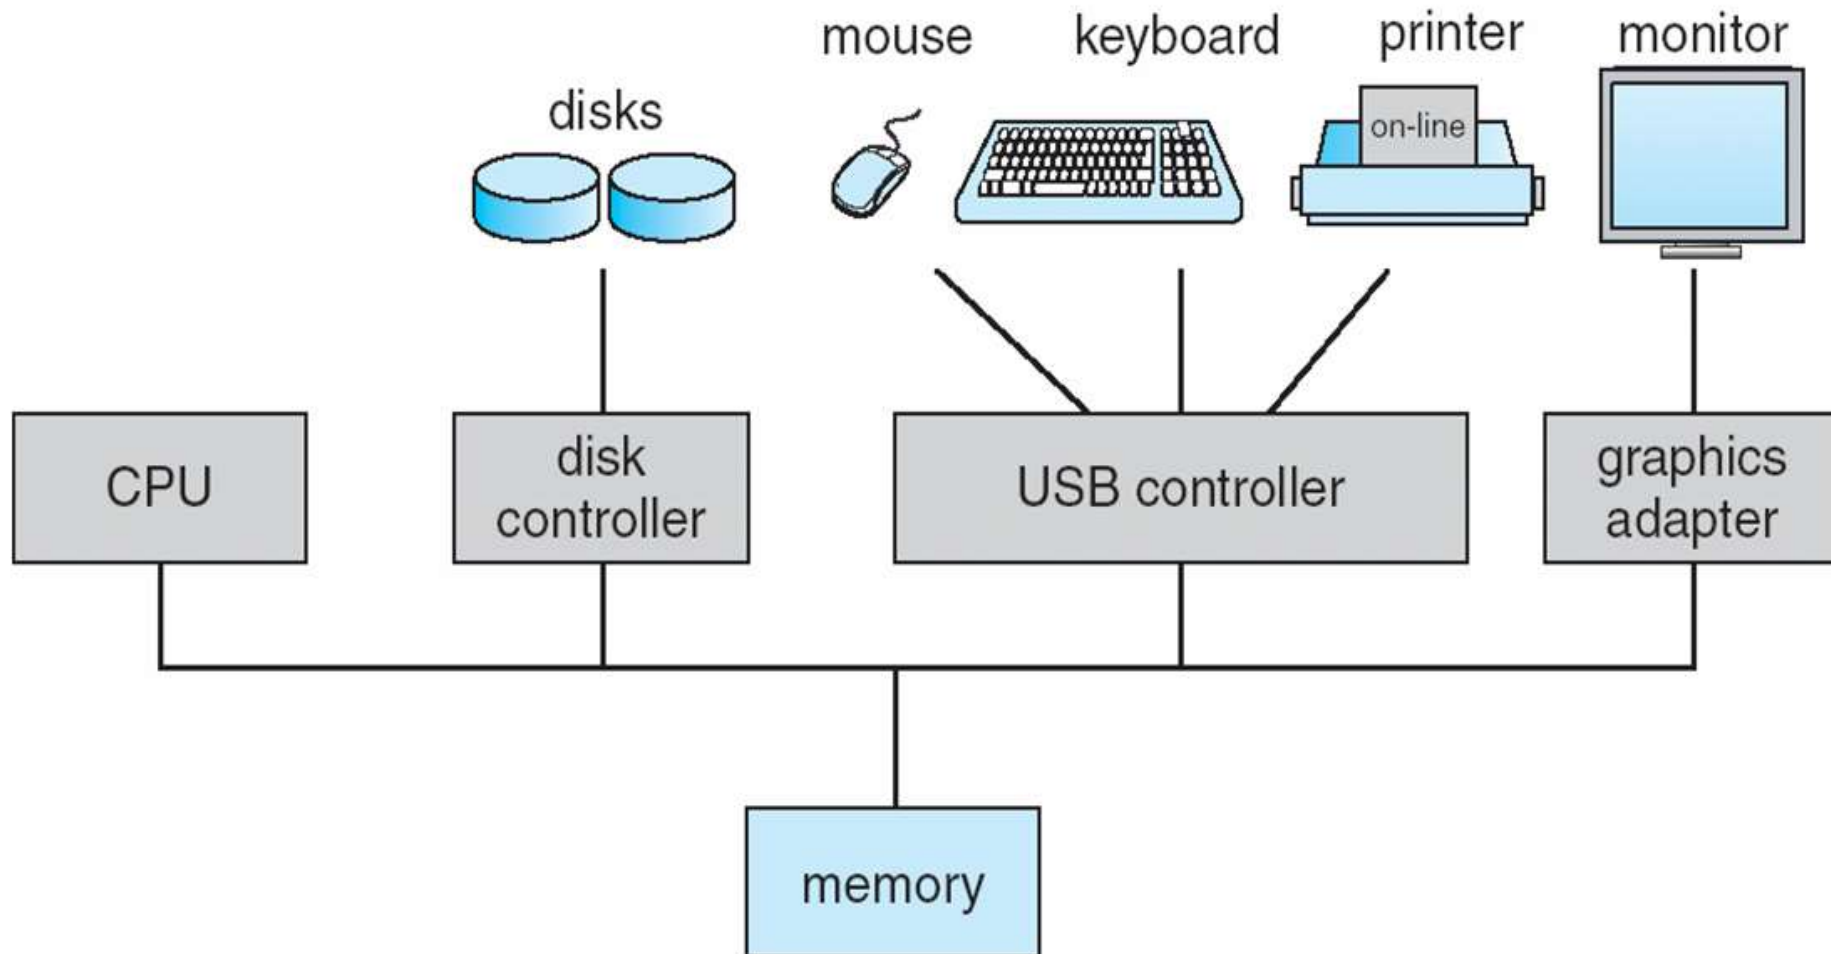 mouse
keyboard
printer
monitor
disks
on-line
CPU
disk
controller
USB controller
graphics
adapter
memory